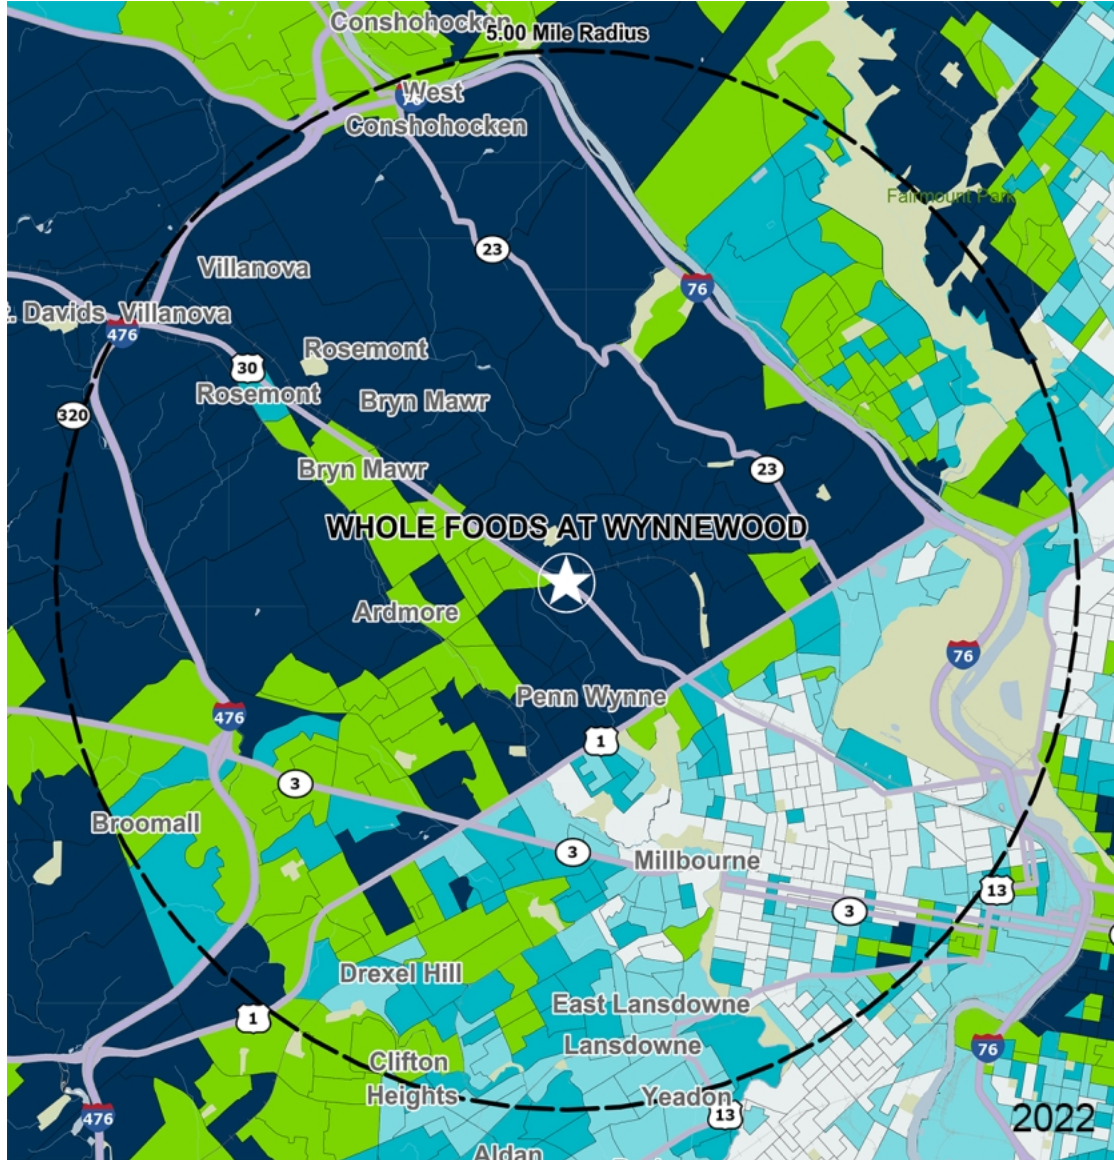 Conshohocken
5.00 Mile Radius
West
76
Conshohocken
Fairmount Park
23
Villanova
76
Davids
Villanova
476
Rosemont
30
Rosemont
Bryn Mawr
320
Bryn Mawr
23
WHOLE FOODS AT WYNNEWOOD
Ardmore
76
Penn Wynne
476
1
3
Broomall
3
Millbourne
13
3
Drexel Hill
East Lansdowne
1
Lansdowne
76
Clifton
Heights
Yeadon
13
476
2022
Aldan